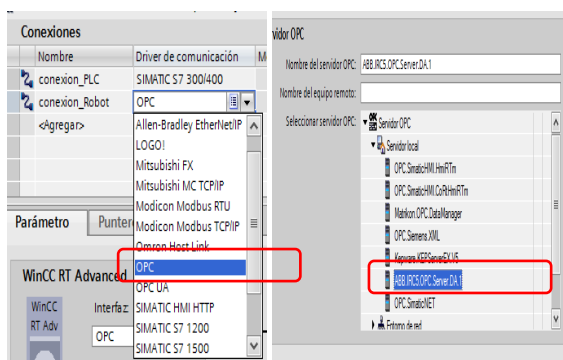 Conexiones
Nombre Driver de comunicación
conexion_PLC SIMATIC S7 300/400
conexion_Robot OPC
<Agregar> Allen-Bradley EtherNet/IP
LOGO!
Mitsubishi FX
Mitsubishi MC TCP/IP
Modicon Modbus RTU
Modicon Modbus TCP/IP
Omron Host Link
OPC
OPC UA
SIMATIC HMI HTTP
SIMATIC S7 1200
SIMATIC S7 1500
Parámetro Punter
WinCC RT Advanced
WinCC Interfaz:
RT Adv
OPC
vidor OPC
Nombre del servidor OPC: ABB.IRC5.OPC.Server.DA.1
Nombre del equipo remoto:
Seleccionar servidor OPC: Servidor OPC
Servidor local
OPC.SimaticHMI.HmiRTm
OPC.SimaticHMI.CoRtHmiRTm
Matrikon.OPC.DataManager
OPC.Siemens.XML
Kepware.KEPServerEX.V5
ABB.IRC5.OPC.Server.DA.1
OPC.SimaticNET
Entorno de red